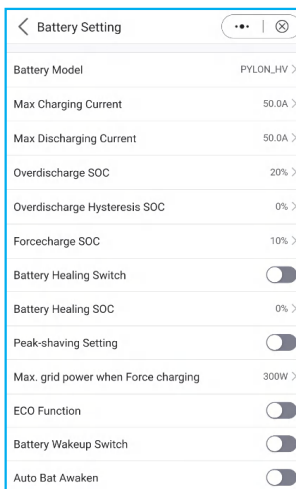 Battery Setting
Battery Model PYLON_HV
Max Charging Current 50.0A
Max Discharging Current 50.0A
Overdischarge SOC 20%
Overdischarge Hysteresis SOC 0%
Forcecharge SOC 10%
Battery Healing Switch
Battery Healing SOC 0%
Peak-shaving Setting
Max. grid power when Force charging 300W
ECO Function
Battery Wakeup Switch
Auto Bat Awaken